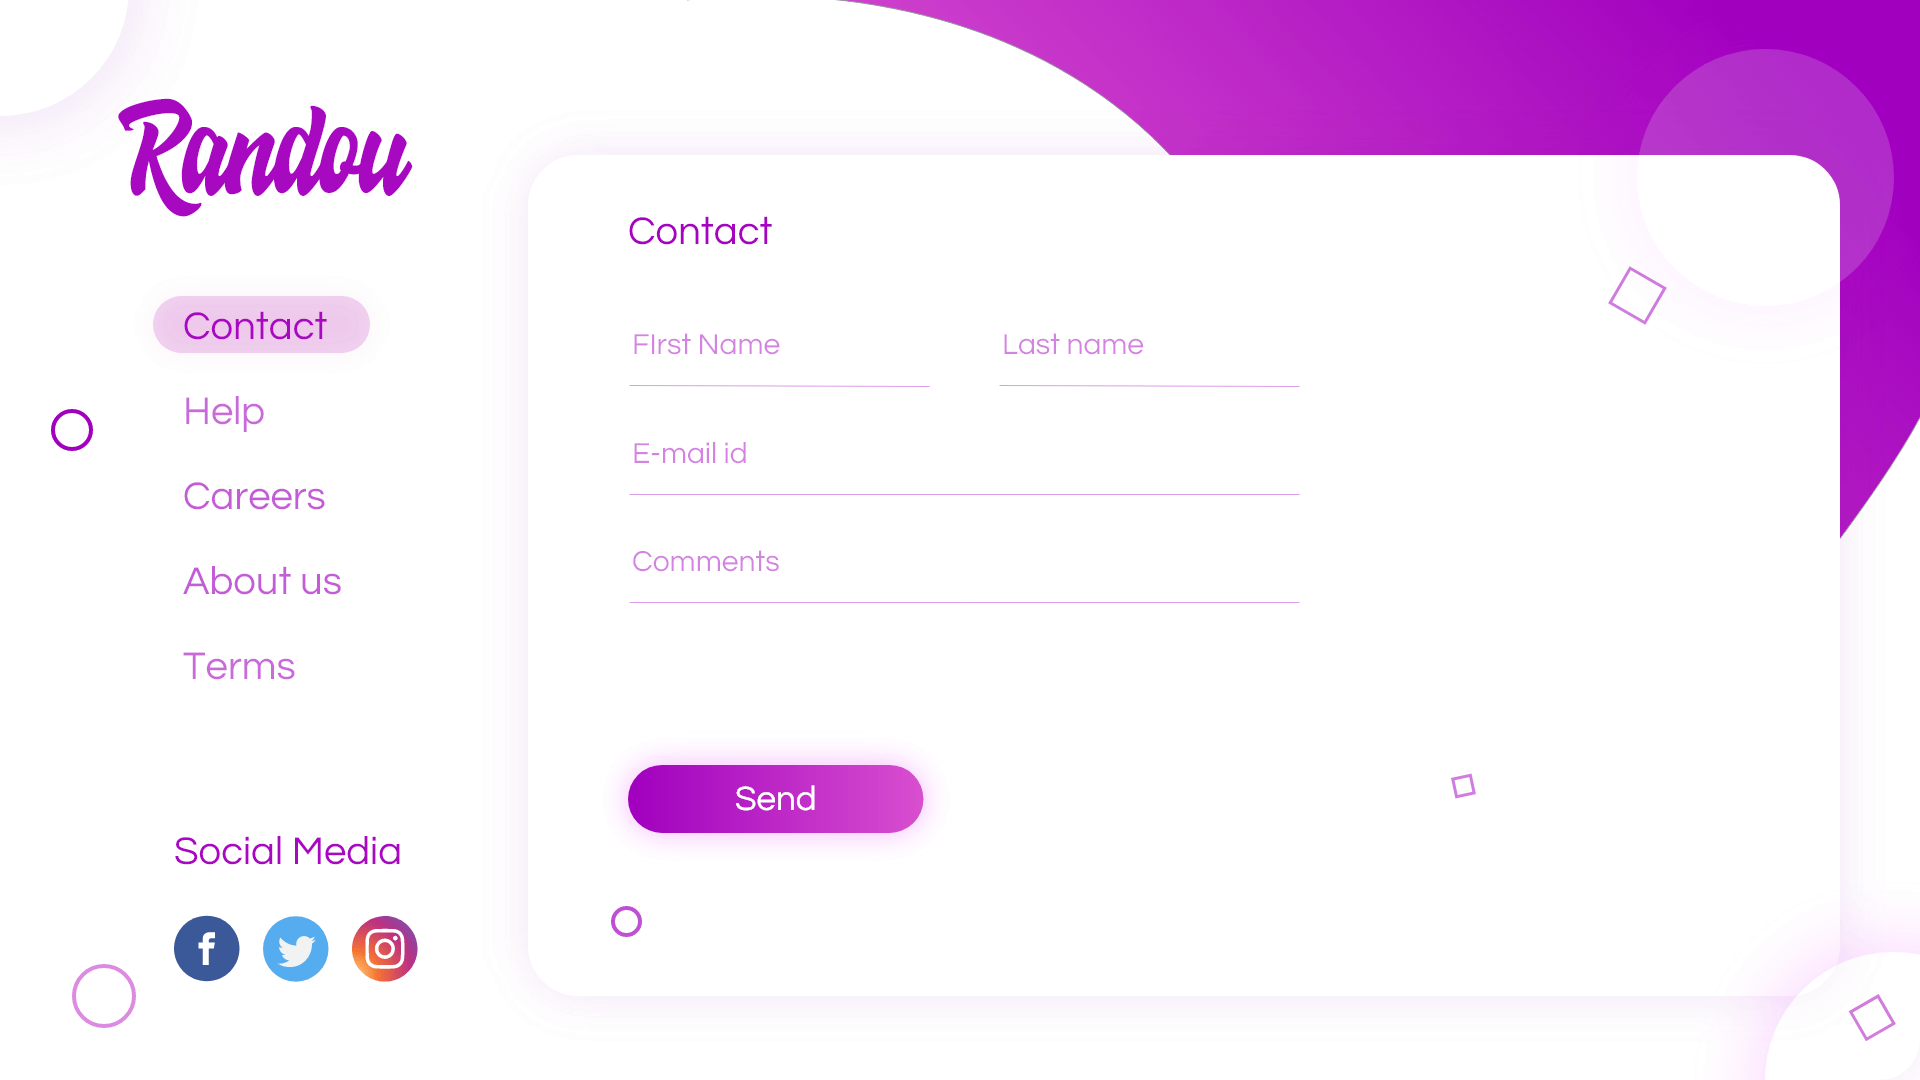 Randou
Contact
Help
Careers
About us
Terms
Social Media
Contact
FIrst Name
Last name
E-mail id
Comments
Send